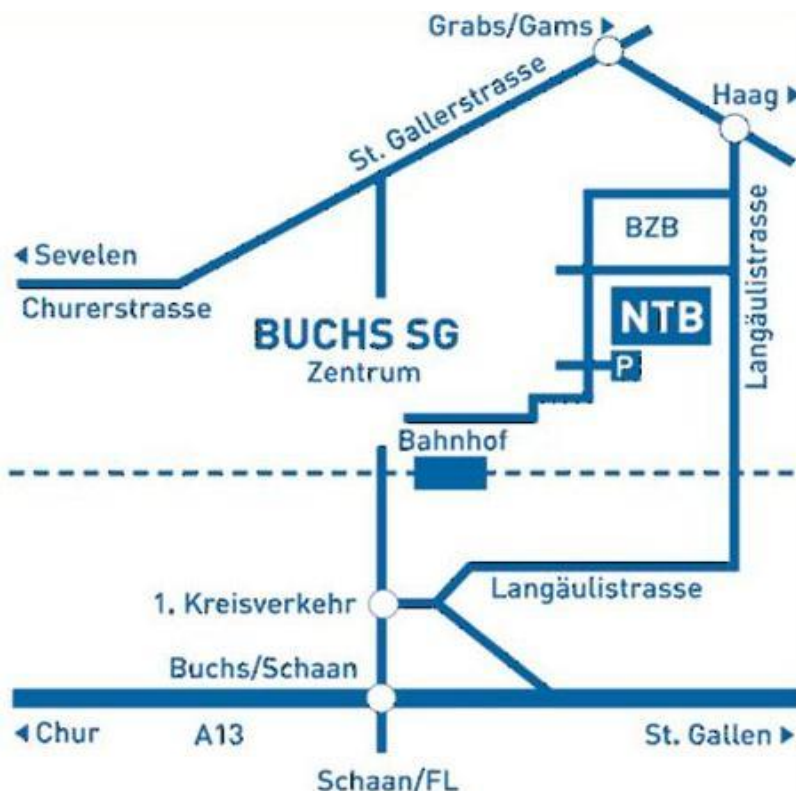 Grabs/Gams
Haag
St. Gallerstrasse
BZB
Sevelen
Churerstrasse
NTB
Langäulistrasse
BUCHS SG
Zentrum
P
Bahnhof
Langäulistrasse
1. Kreisverkehr
Buchs/Schaan
Chur
A13
St. Gallen
Schaan/FL